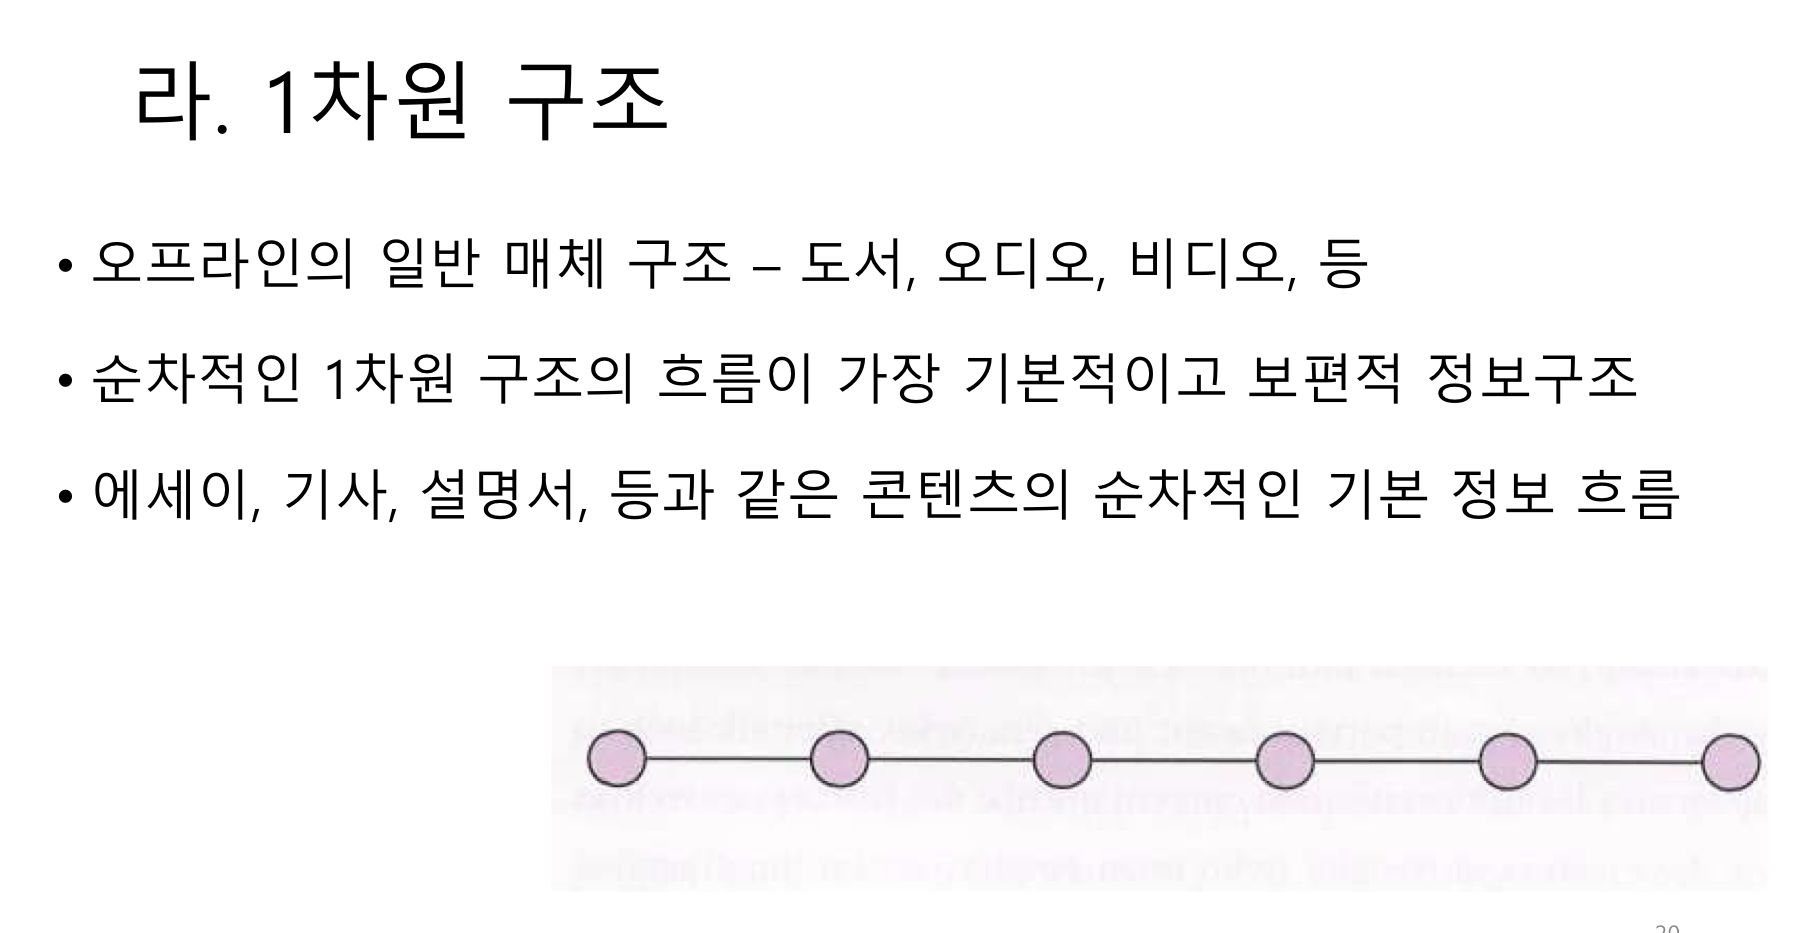 라. 1차원 구조
• 오프라인의 일반 매체 구조 – 도서, 오디오, 비디오, 등
• 순차적인 1차원 구조의 흐름이 가장 기본적이고 보편적 정보구조
• 에세이, 기사, 설명서, 등과 같은 콘텐츠의 순차적인 기본 정보 흐름